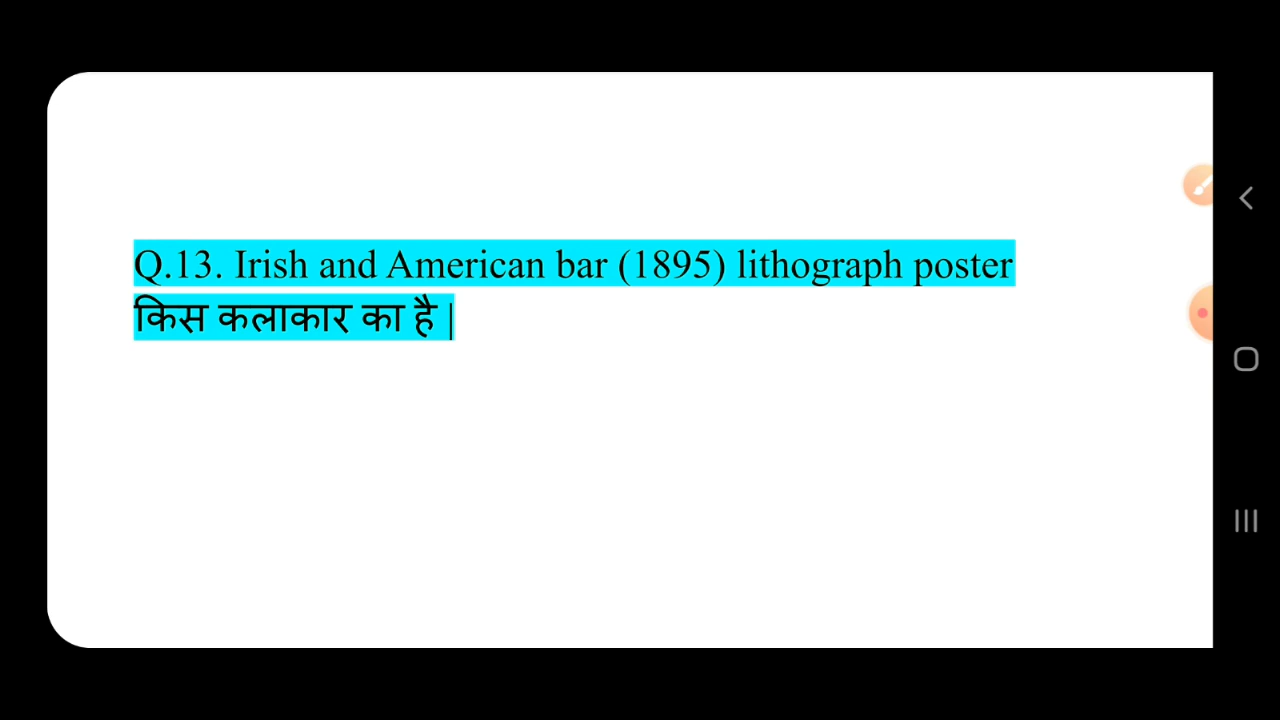 Q.13. Irish and American bar (1895) lithograph poster
किस कलाकार का है |